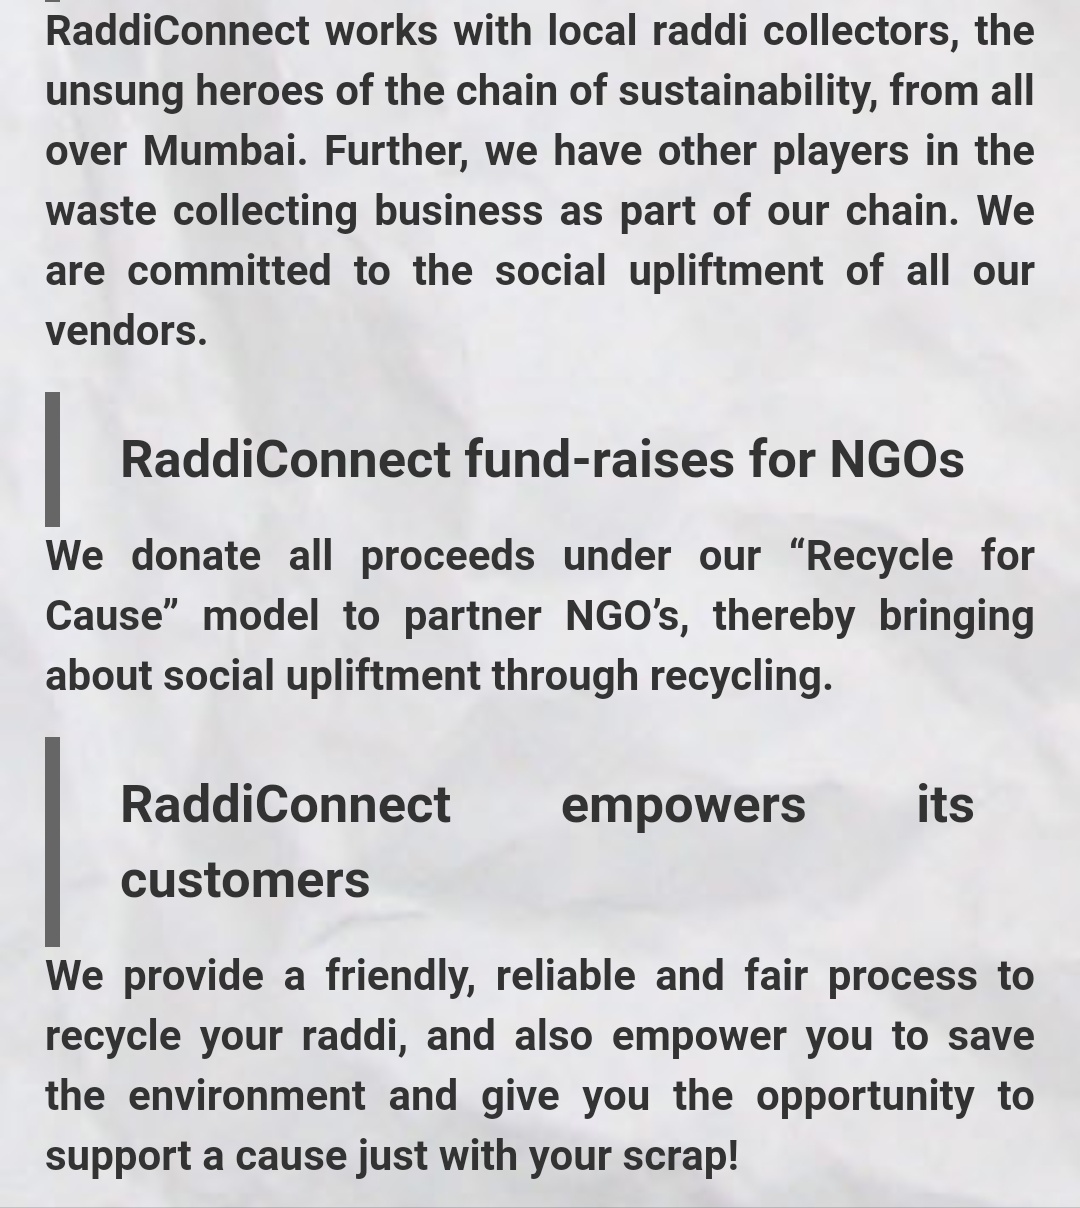 RaddiConnect works with local raddi collectors, the
unsung heroes of the chain of sustainability, from all
over Mumbai. Further, we have other players in the
waste collecting business as part of our chain. We
are committed to the social upliftment of all our
vendors.
RaddiConnect fund-raises for NGOs
We donate all proceeds under our “Recycle for
Cause” model to partner NGO’s, thereby bringing
about social upliftment through recycling.
RaddiConnect empowers its
customers
We provide a friendly, reliable and fair process to
recycle your raddi, and also empower you to save
the environment and give you the opportunity to
support a cause just with your scrap!